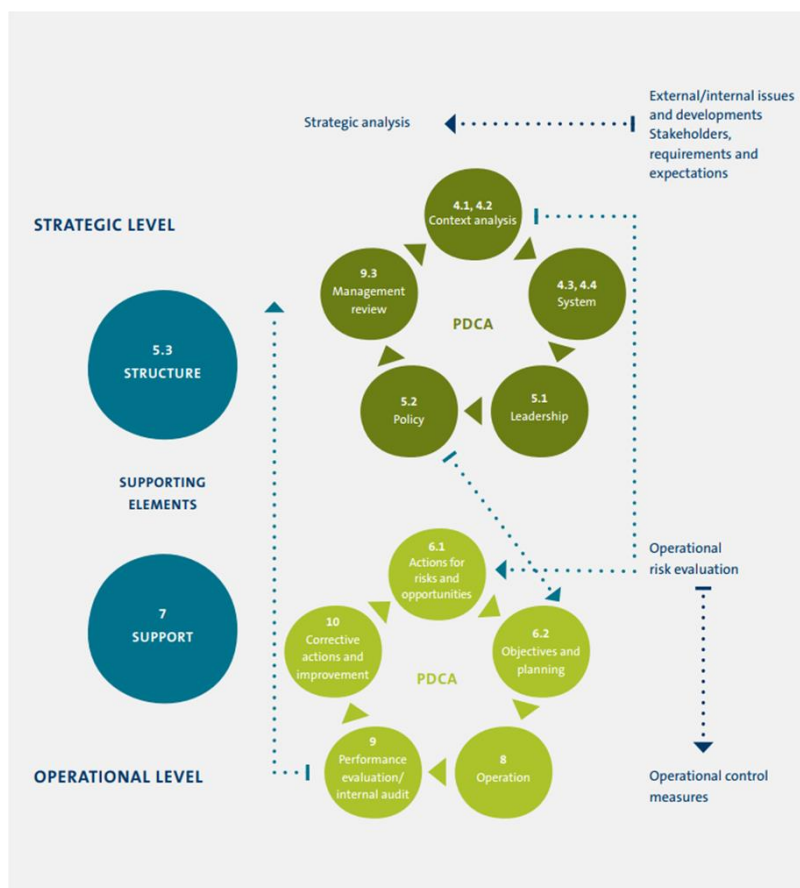 Strategic analysis
External/internal issues
and developments
Stakeholders,
requirements and
expectations
STRATEGIC LEVEL
4.1, 4.2
Context analysis
9.3
Management
review
4.3, 4.4
System
PDCA
5.2
Policy
5.1
Leadership
5.3
STRUCTURE
SUPPORTING
ELEMENTS
7
SUPPORT
6.1
Actions for
risks and
opportunities
Operational
risk evaluation
10
Corrective
actions and
improvement
6.2
Objectives and
planning
PDCA
9
Performance
evaluation/
internal audit
8
Operation
OPERATIONAL LEVEL
Operational control
measures